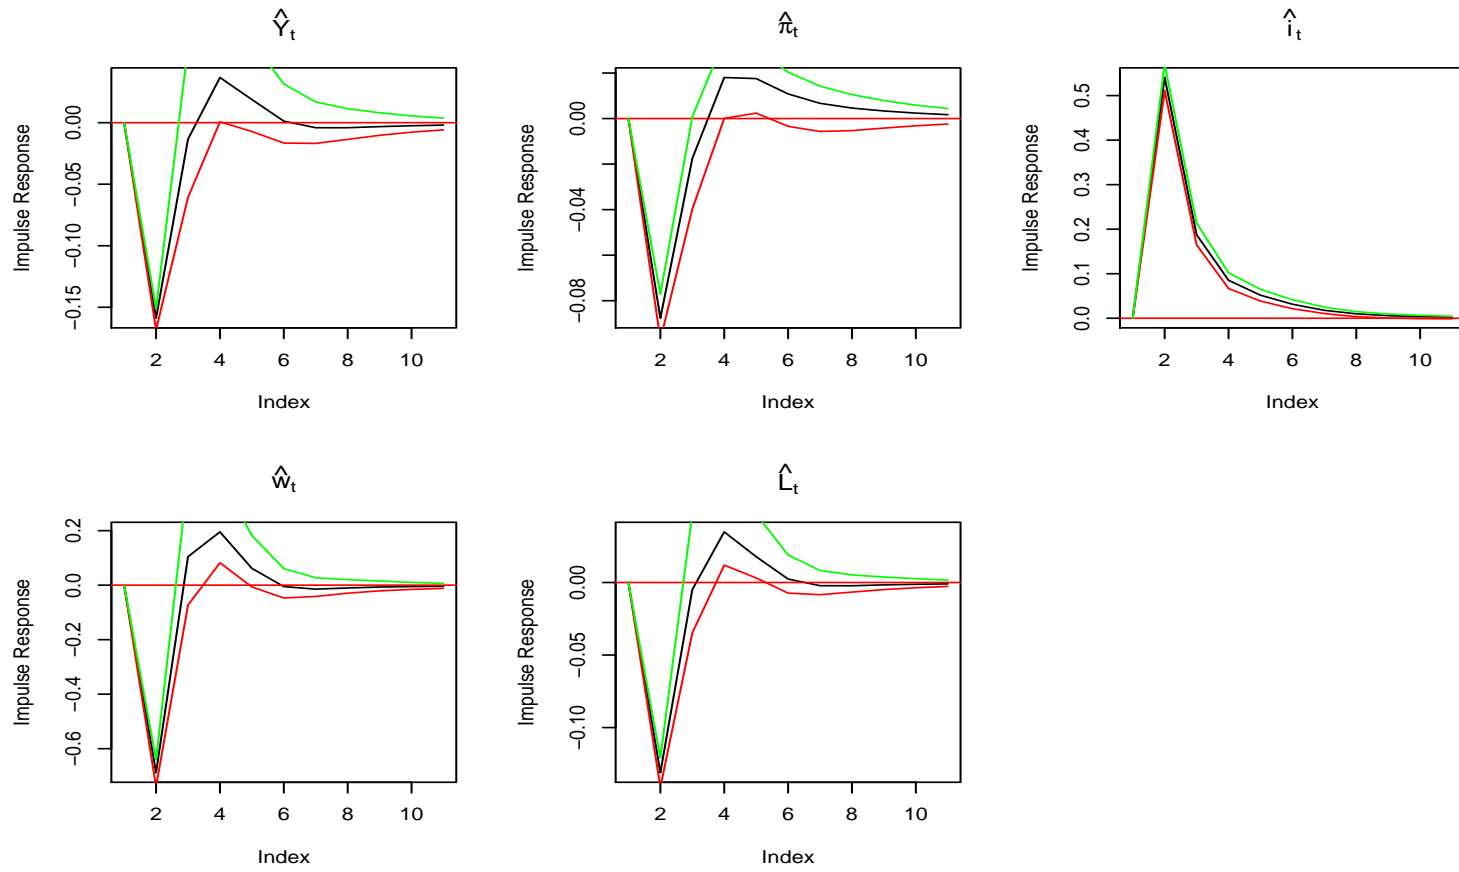 Ŷt
Impulse Response
0.00
−0.05
−0.10
−0.15
2 4 6 8 10
Index
π̂t
Impulse Response
0.00
−0.04
−0.08
2 4 6 8 10
Index
ît
Impulse Response
0.5
0.4
0.3
0.2
0.1
0.0
2 4 6 8 10
Index
ŵt
Impulse Response
0.2
0.0
−0.2
−0.4
−0.6
2 4 6 8 10
Index
L̂t
Impulse Response
0.00
−0.05
−0.10
2 4 6 8 10
Index